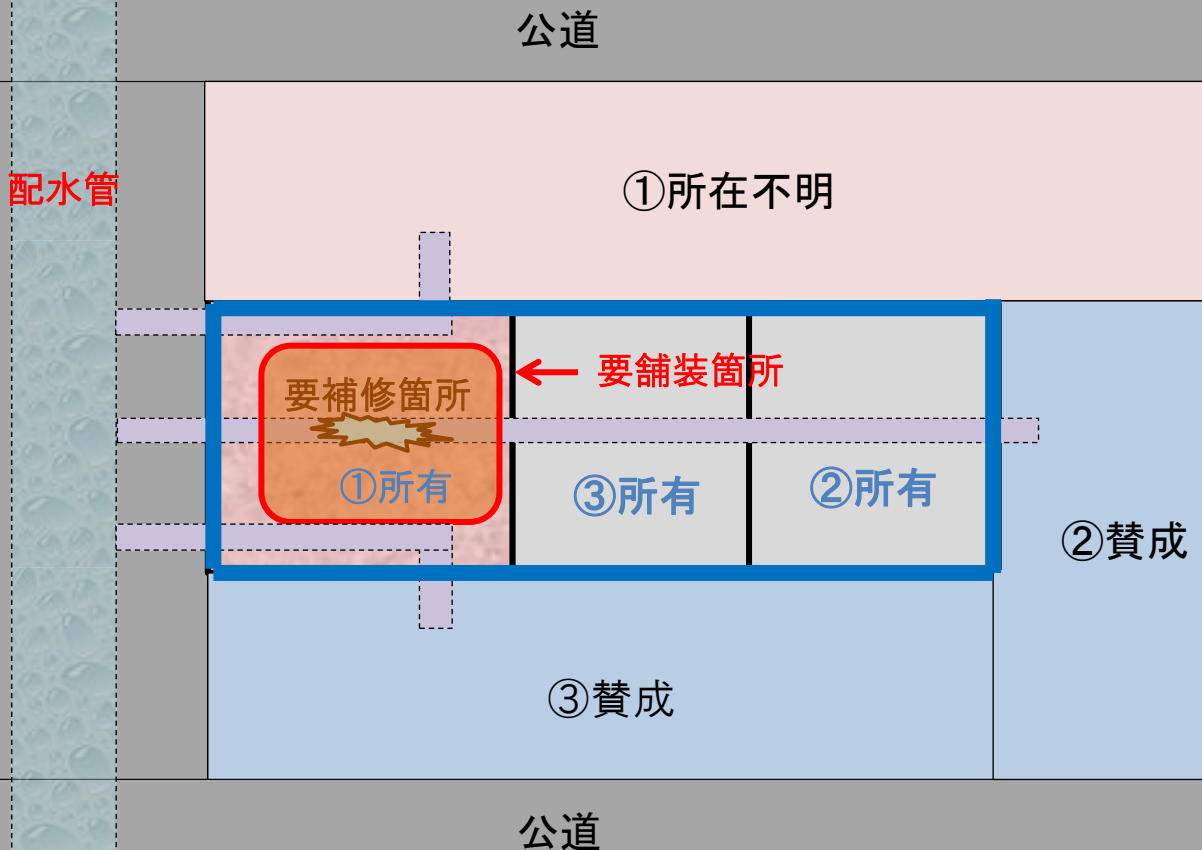 公道
配水管
①所在不明
要舗装箇所
要補修箇所
①所有
③所有
②所有
②賛成
③賛成
公道